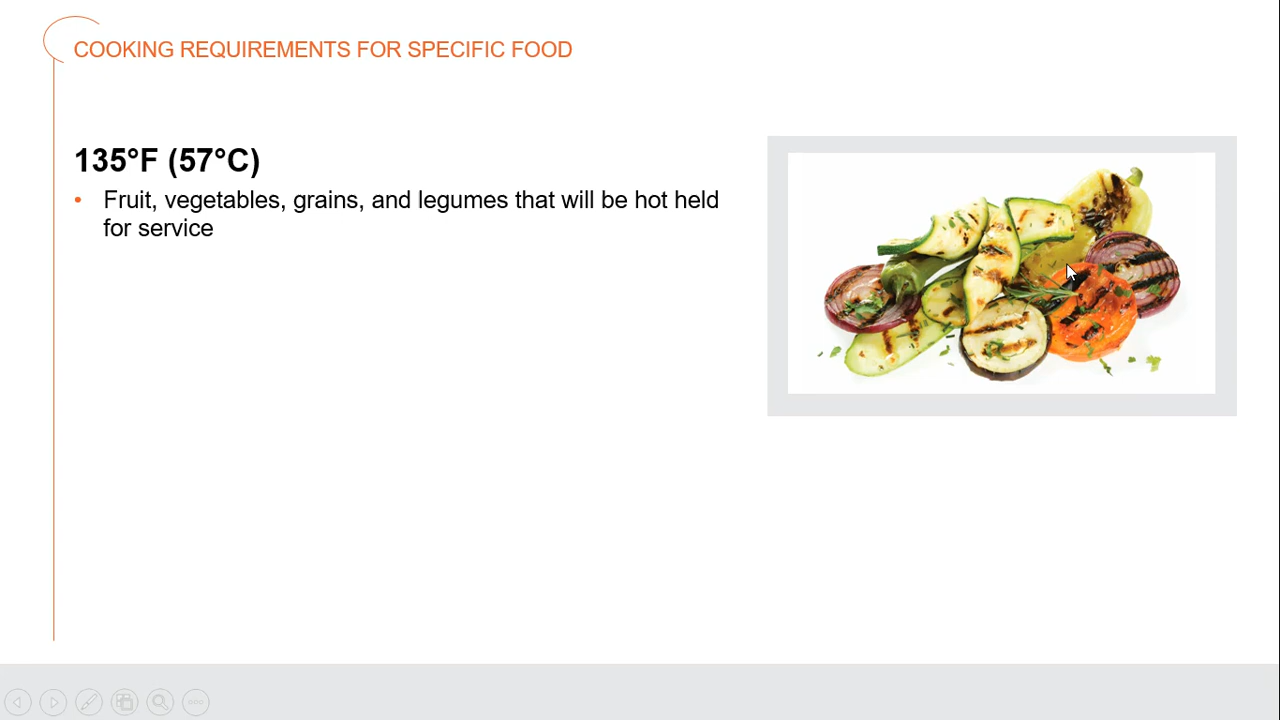 COOKING REQUIREMENTS FOR SPECIFIC FOOD
135°F (57°C)
• Fruit, vegetables, grains, and legumes that will be hot held
for service